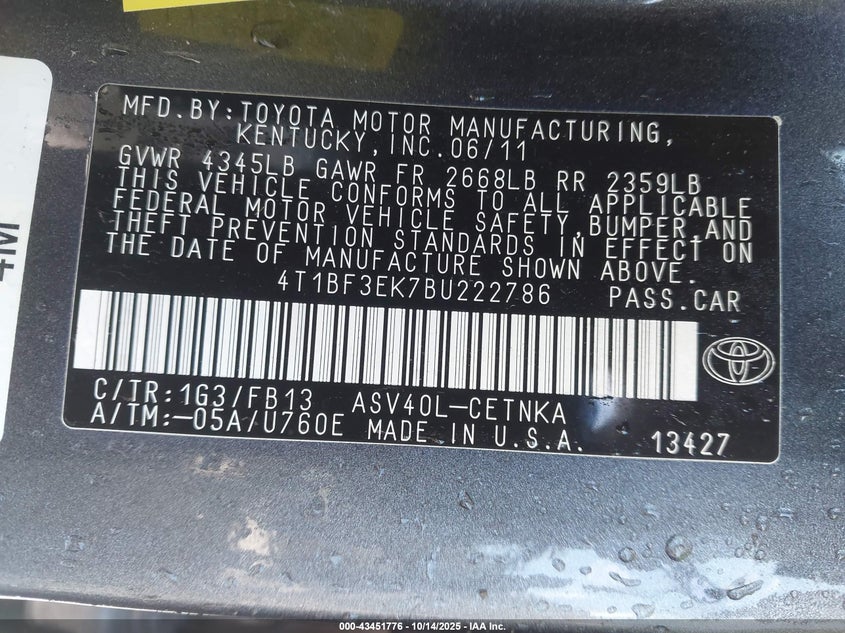 MFD.BY:TOYOTA MOTOR MANUFACTURING,
KENTUCKY,INC.06/11
GVWR 4345LB GAWR FR 2668LB RR 2359LB
THIS VEHICLE CONFORMS TO ALL APPLICABLE
FEDERAL MOTOR VEHICLE SAFETY,BUMPER,AND
THEFT PREVENTION STANDARDS IN EFFECT ON
THE DATE OF MANUFACTURE SHOWN ABOVE.
4T1BF3EK7BU222786 PASS.CAR
C/TR:1G3/FB13 ASV40L-CETNKA
A/TM:-05A/U760E MADE IN U.S.A. 13427
4M
000-43451776 - 10/14/2025 - IAA Inc.